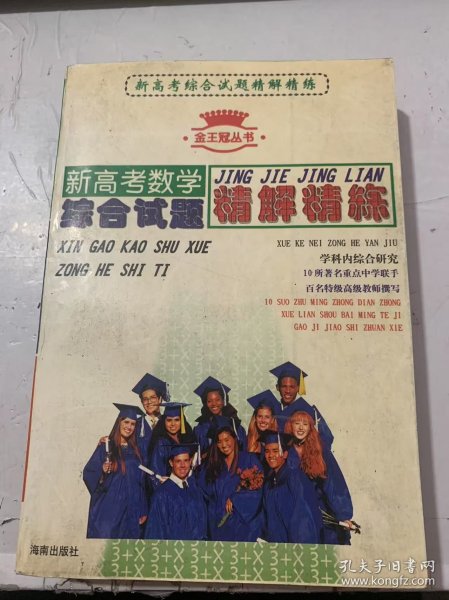 新高考综合试题精解精练
金王冠丛书
新高考数学
综合试题
JING JIE JING LIAN
精解精练
XIN GAO KAO SHU XUE
ZONG HE SHI TI
XUE KE NEI ZONG HE YAN JIU
学科内综合研究
10所著名重点中学联手
百名特级高级教师撰写
10 SUO ZHU MING ZHONG DIAN ZHONG
XUE LIAN SHOU BAI MING TE JI
GAO JI JIAO SHI ZHUAN XIE
海南出版社
孔夫子旧书网
www.kongfz.com